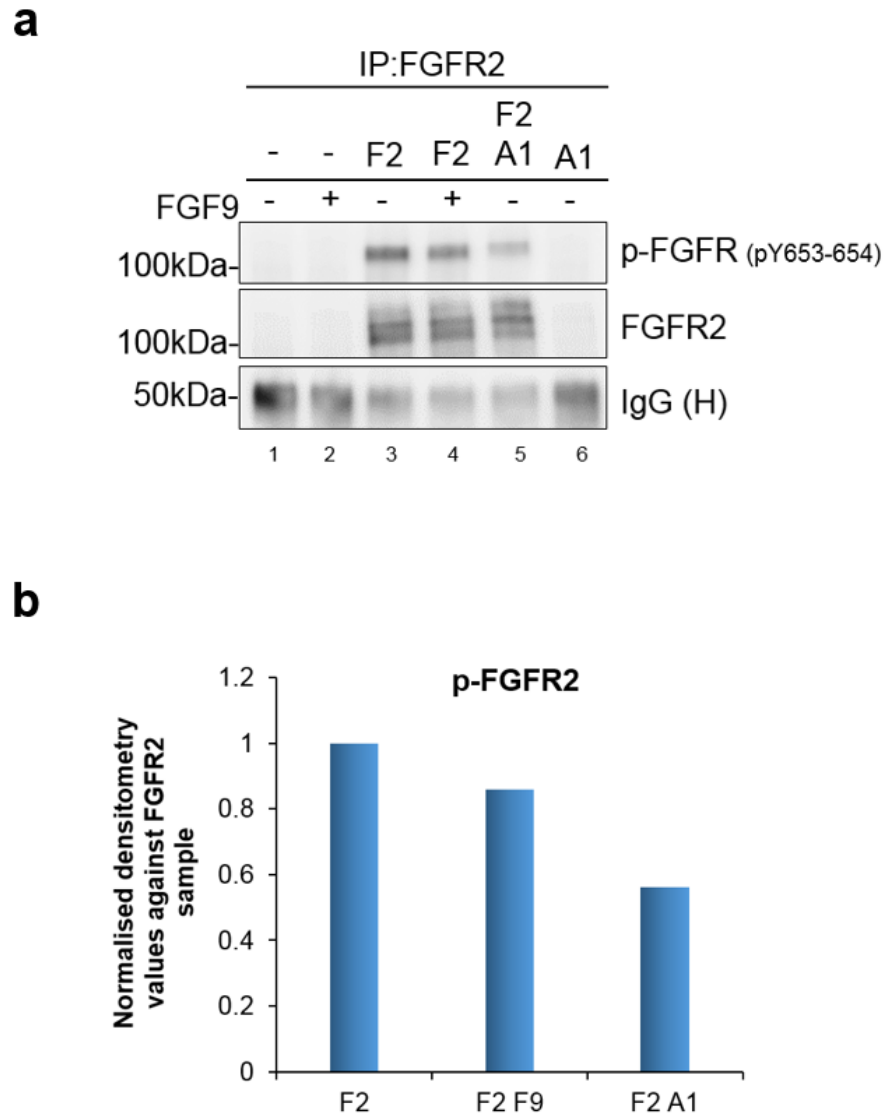 a
IP:FGFR2
F2
- - F2 F2 A1 A1
FGF9 - + - + - -
100kDa- p-FGFR (pY653-654)
100kDa- FGFR2
50kDa- IgG (H)
1 2 3 4 5 6
b
p-FGFR2
Normalised densitometry
values against FGFR2
sample
1.2
1
0.8
0.6
0.4
0.2
0
F2 F2 F9 F2 A1